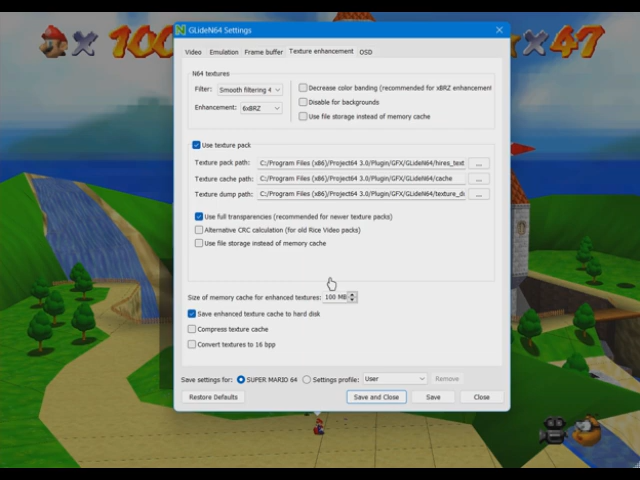 GLideN64 Settings
× 100
×47
Video Emulation Frame buffer Texture enhancement OSD
N64 textures
Filter: Smooth filtering 4
Decrease color banding (recommended for xBRZ enhancement
Enhancement: 6xBRZ
Disable for backgrounds
Use file storage instead of memory cache
Use texture pack
Texture pack path: C:/Program Files (x86)/Project64 3.0/Plugin/GFX/GLideN64/hires_text ...
Texture cache path: C:/Program Files (x86)/Project64 3.0/Plugin/GFX/GLideN64/cache ...
Texture dump path: C:/Program Files (x86)/Project64 3.0/Plugin/GFX/GLideN64/texture_du ...
Use full transparencies (recommended for newer texture packs)
Alternative CRC calculation (for old Rice Video packs)
Use file storage instead of memory cache
Size of memory cache for enhanced textures: 100 MB
Save enhanced texture cache to hard disk
Compress texture cache
Convert textures to 16 bpp
Save settings for: SUPER MARIO 64 Settings profile: User Remove
Restore Defaults Save and Close Save Close